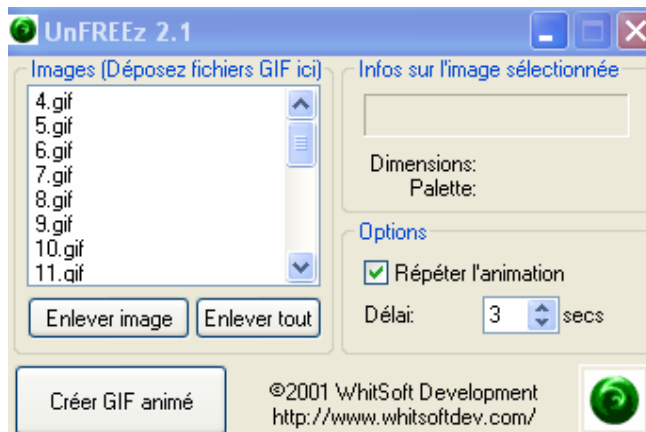 UnFREEz 2.1
Images (Déposez fichiers GIF ici)
4.gif
5.gif
6.gif
7.gif
8.gif
9.gif
10.gif
11.gif
Enlever image
Enlever tout
Infos sur l'image sélectionnée
Dimensions:
Palette:
Options
Répéter l'animation
Délai: 3 secs
Créer GIF animé
©2001 WhitSoft Development
http://www.whitsoftdev.com/